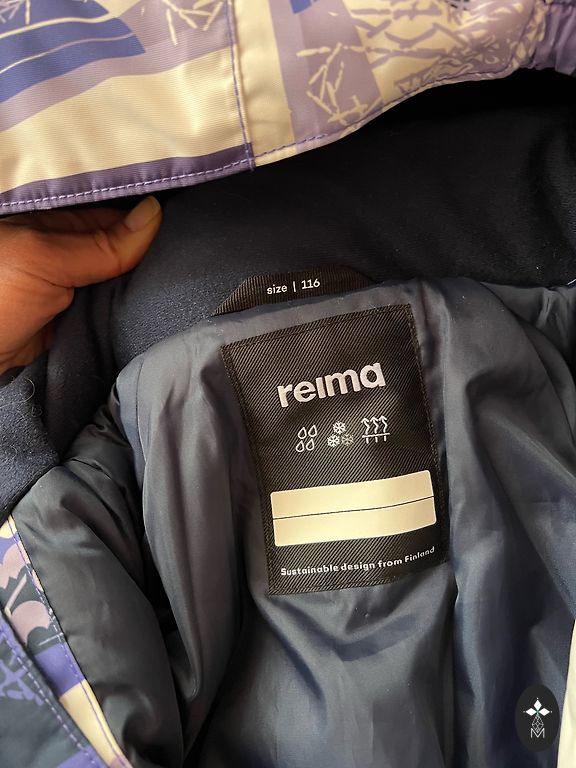 size | 116
reima
Sustainable design from Finland
M